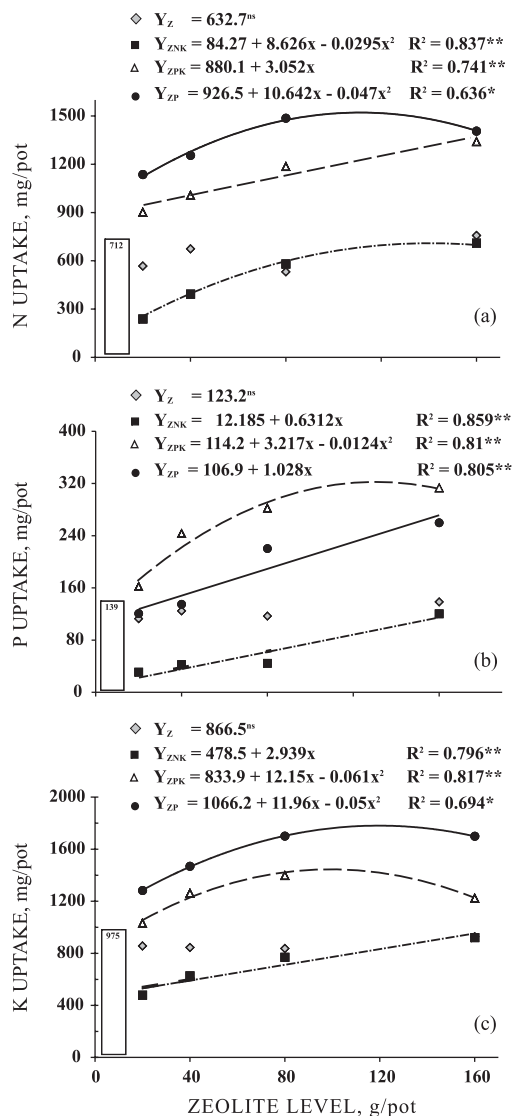 Y_Z = 632.7^ns
Y_ZNK = 84.27 + 8.626x - 0.0295x² R² = 0.837**
Y_ZPK = 880.1 + 3.052x R² = 0.741**
Y_ZP = 926.5 + 10.642x - 0.047x² R² = 0.636*
1500
1200
900
600
300
0
N UPTAKE, mg/pot
712
(a)
Y_Z = 123.2^ns
Y_ZNK = 12.185 + 0.6312x R² = 0.859**
Y_ZPK = 114.2 + 3.217x - 0.0124x² R² = 0.81**
Y_ZP = 106.9 + 1.028x R² = 0.805**
400
320
240
160
80
0
P UPTAKE, mg/pot
139
(b)
Y_Z = 866.5^ns
Y_ZNK = 478.5 + 2.939x R² = 0.796**
Y_ZPK = 833.9 + 12.15x - 0.061x² R² = 0.817**
Y_ZP = 1066.2 + 11.96x - 0.05x² R² = 0.694*
2000
1600
1200
800
400
0
K UPTAKE, mg/pot
975
(c)
0 40 80 120 160
ZEOLITE LEVEL, g/pot